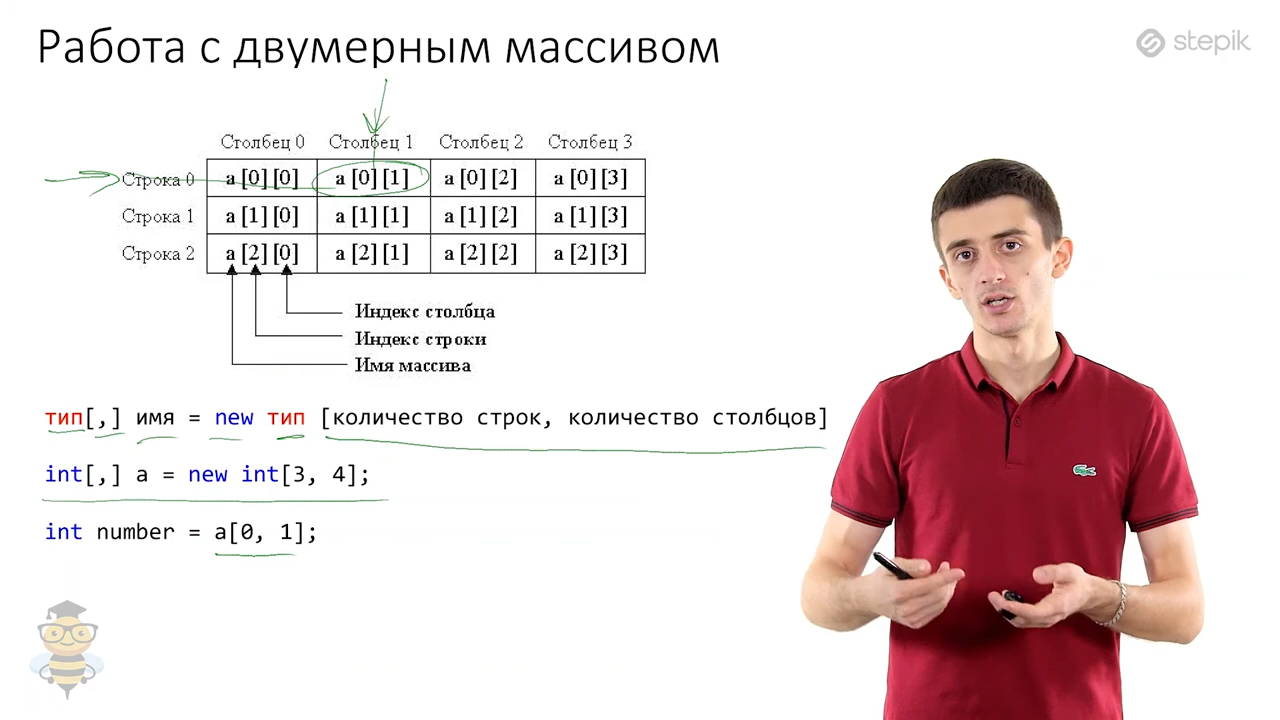 Работа с двумерным массивом
stepik
Столбец 0 Столбец 1 Столбец 2 Столбец 3
Строка 0 a [0][0] a [0][1] a [0][2] a [0][3]
Строка 1 a [1][0] a [1][1] a [1][2] a [1][3]
Строка 2 a [2][0] a [2][1] a [2][2] a [2][3]
Индекс столбца
Индекс строки
Имя массива
тип[,] имя = new тип [количество строк, количество столбцов]
int[,] a = new int[3, 4];
int number = a[0, 1];